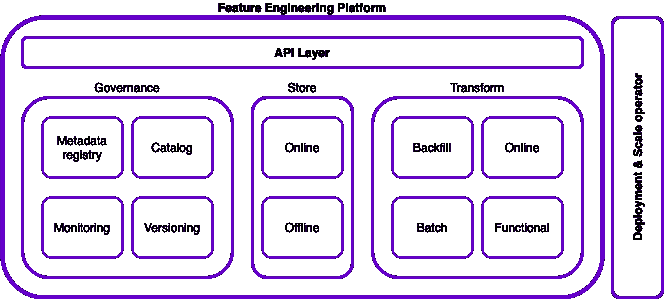 Feature Engineering Platform
API Layer
Governance
Store
Transform
Metadata
registry
Catalog
Online
Backfill
Online
Monitoring
Versioning
Offline
Batch
Functional
Deployment & Scale operator